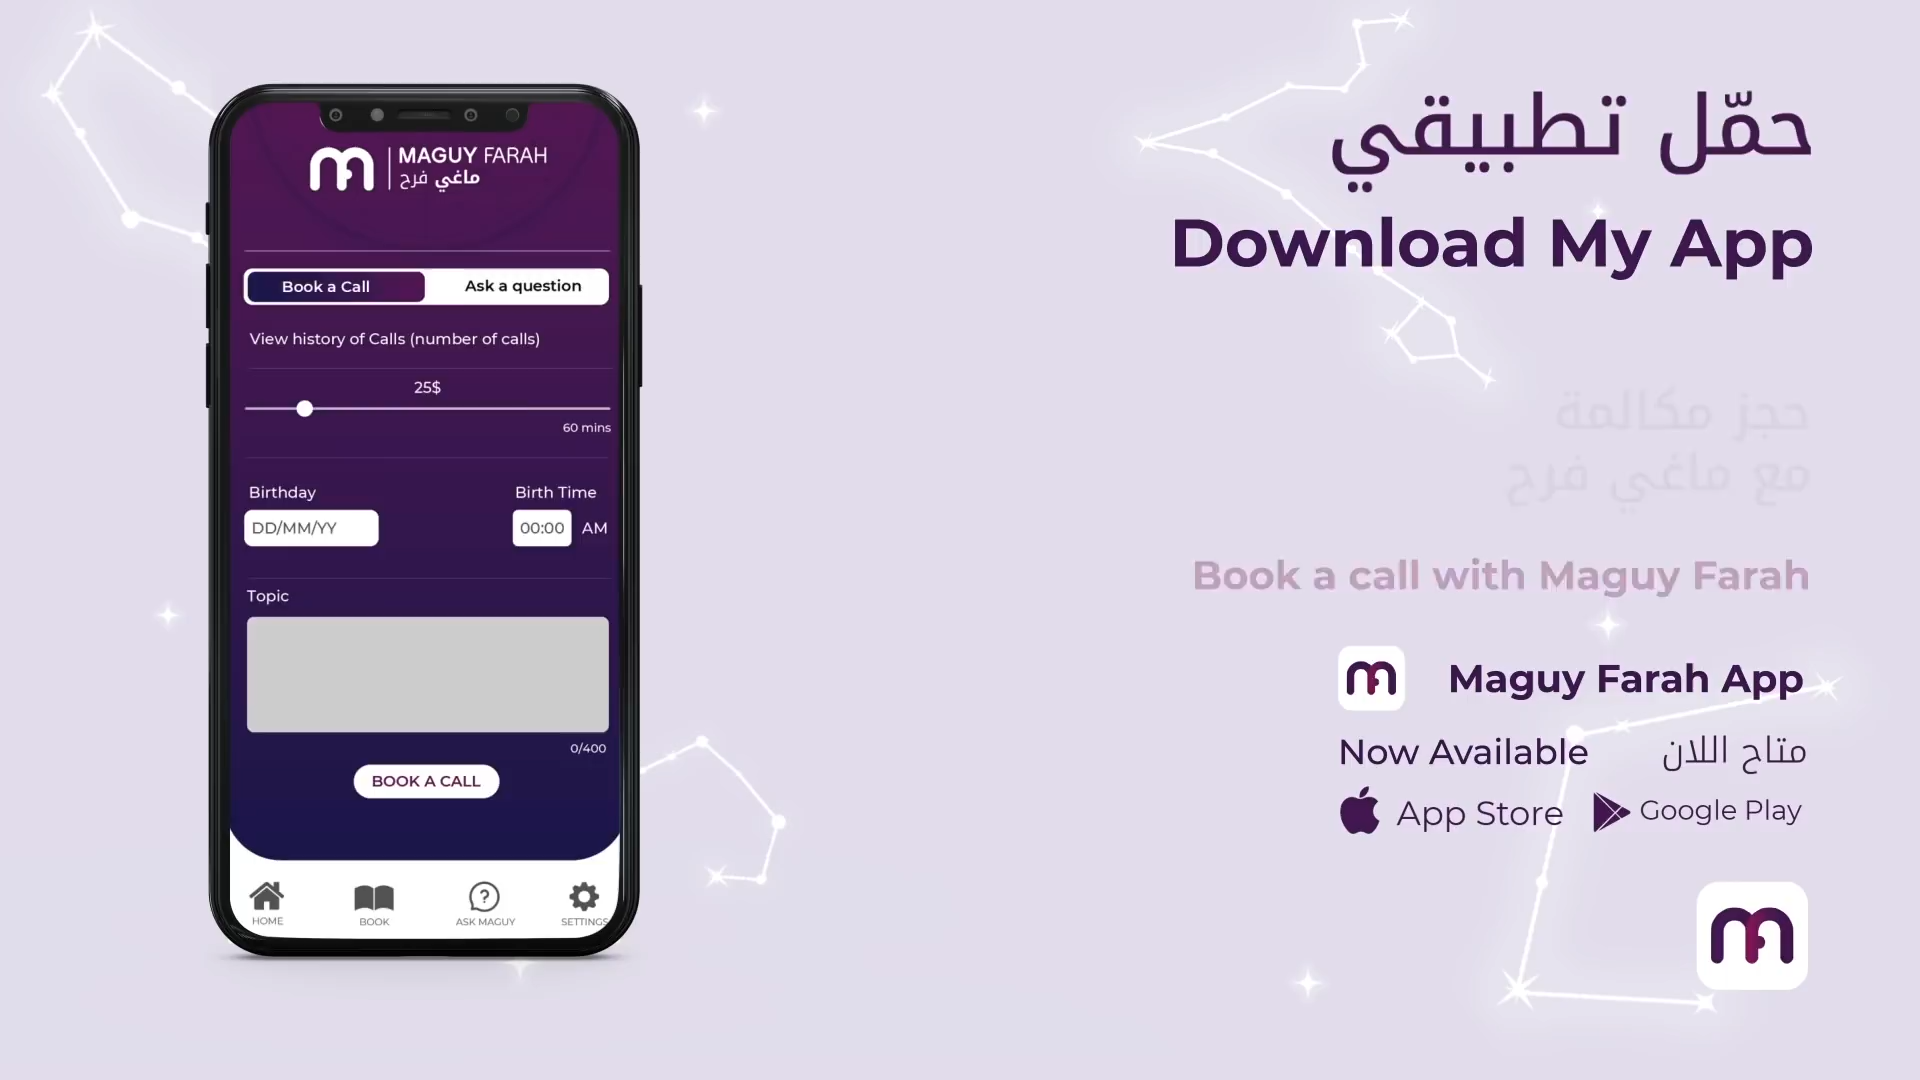 MAGUY FARAH
ماغي فرح
Book a Call
Ask a question
View history of Calls (number of calls)
25$
60 mins
Birthday
Birth Time
DD/MM/YY
00:00 AM
Topic
0/400
BOOK A CALL
HOME
BOOK
ASK MAGUY
SETTINGS
حمّل تطبيقي
Download My App
حجز مكالمة
مع ماغي فرح
Book a call with Maguy Farah
Maguy Farah App
Now Available
متاح اللان
App Store
Google Play